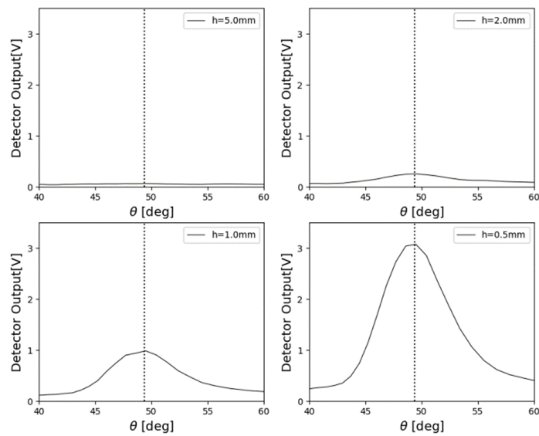 h=5.0mm
Detector Output[V]
3
2
1
0
40 45 50 55 60
θ [deg]
h=2.0mm
Detector Output[V]
3
2
1
0
40 45 50 55 60
θ [deg]
h=1.0mm
Detector Output[V]
3
2
1
0
40 45 50 55 60
θ [deg]
h=0.5mm
Detector Output[V]
3
2
1
0
40 45 50 55 60
θ [deg]